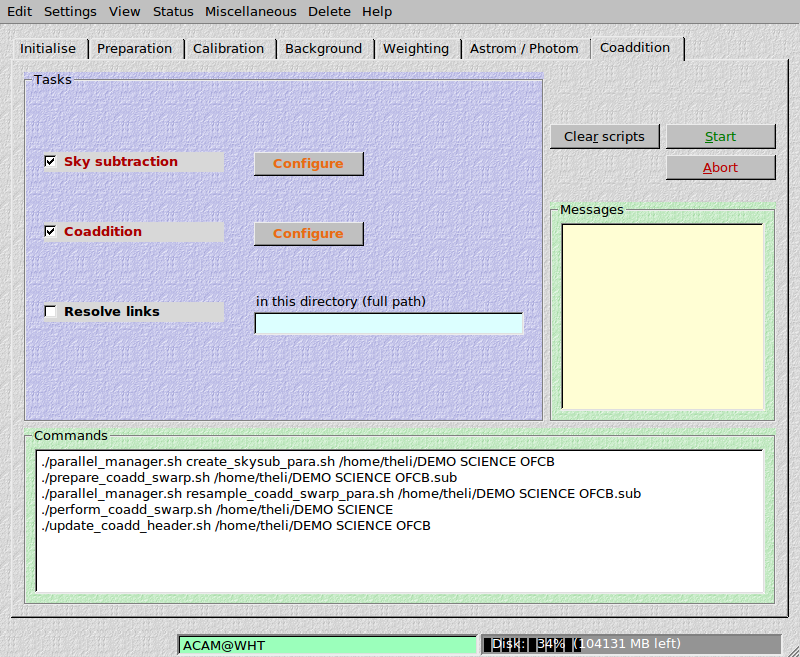 Edit Settings View Status Miscellaneous Delete Help
Initialise Preparation Calibration Background Weighting Astrom / Photom Coaddition
Tasks
Clear scripts Start
Sky subtraction Configure
Abort
Messages
Coaddition Configure
in this directory (full path)
Resolve links
Commands
./parallel_manager.sh create_skysub_para.sh /home/theli/DEMO SCIENCE OFCB
./prepare_coadd_swarp.sh /home/theli/DEMO SCIENCE OFCB.sub
./parallel_manager.sh resample_coadd_swarp_para.sh /home/theli/DEMO SCIENCE OFCB.sub
./perform_coadd_swarp.sh /home/theli/DEMO SCIENCE
./update_coadd_header.sh /home/theli/DEMO SCIENCE OFCB
ACAM@WHT Disk: 34% (104131 MB left)